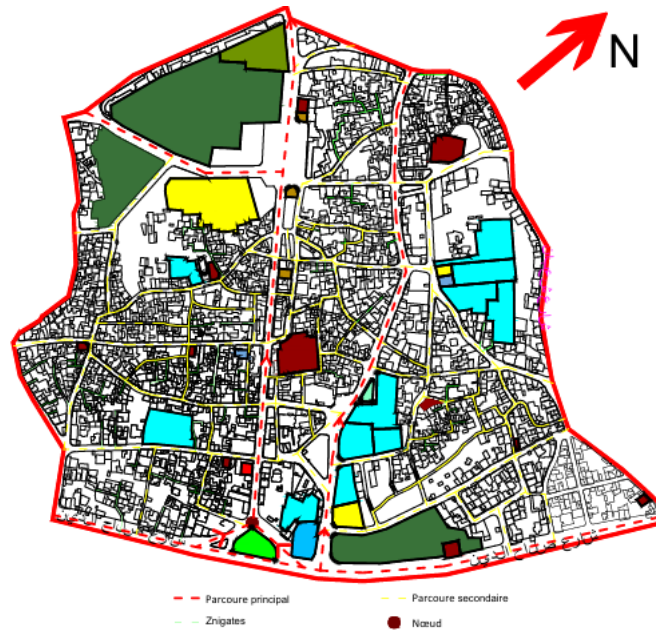 N
Parcoure principal
Parcoure secondaire
Znigates
Nœud